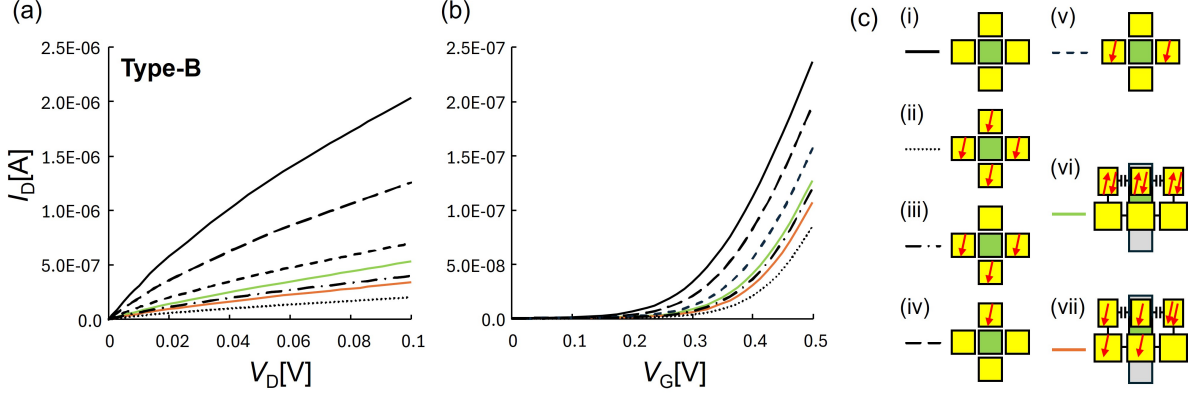 (a)
Type-B
I_D[A]
2.5E-06
2.0E-06
1.5E-06
1.0E-06
5.0E-07
0.0
0 0.02 0.04 0.06 0.08 0.1
V_D[V]
(b)
2.5E-07
2.0E-07
1.5E-07
1.0E-07
5.0E-08
0.0
0 0.1 0.2 0.3 0.4 0.5
V_G[V]
(c)
(i)
(ii)
(iii)
(iv)
(v)
(vi)
(vii)